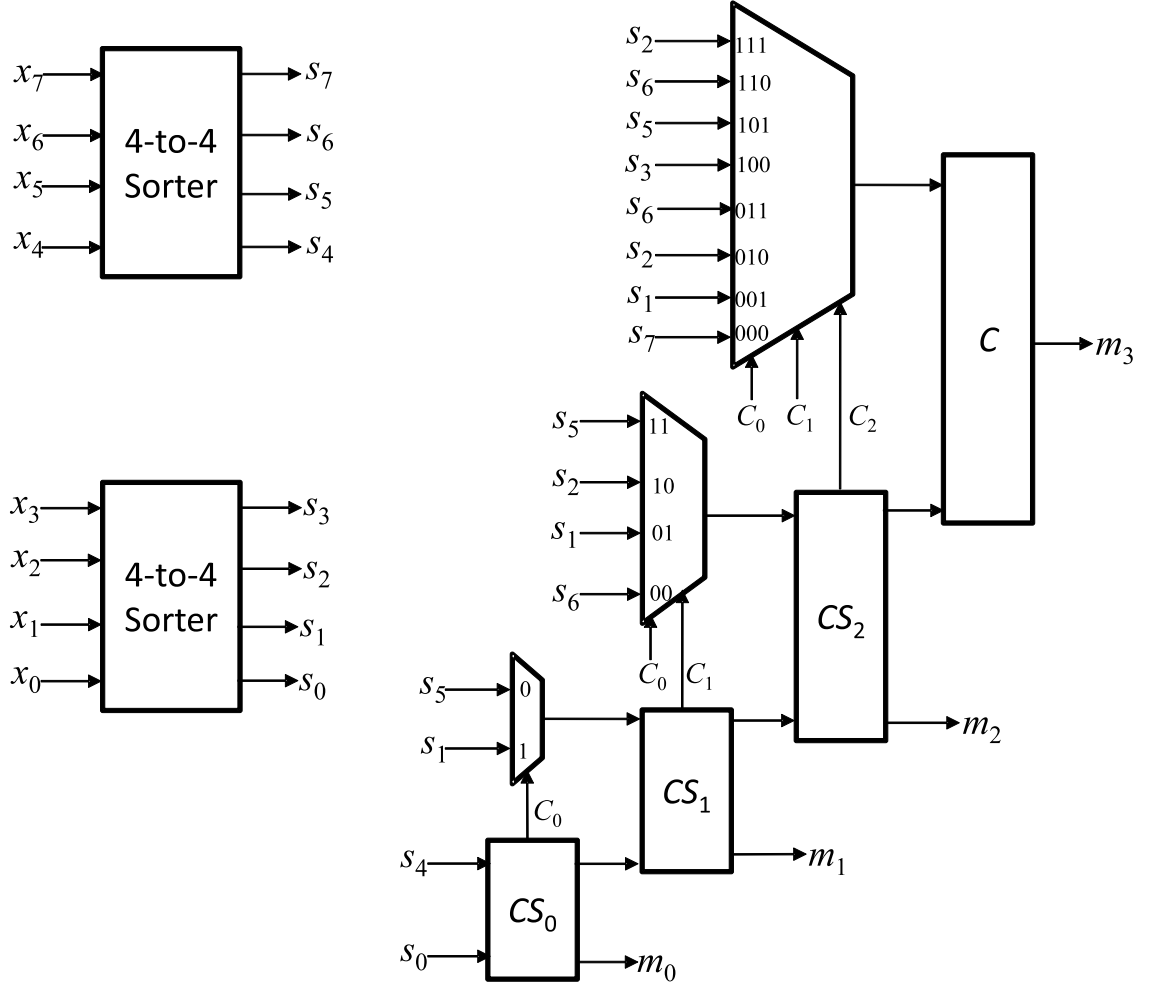 x₇
x₆
x₅
x₄
4-to-4
Sorter
s₇
s₆
s₅
s₄
x₃
x₂
x₁
x₀
4-to-4
Sorter
s₃
s₂
s₁
s₀
s₂ 111
s₆ 110
s₅ 101
s₃ 100
s₆ 011
s₂ 010
s₁ 001
s₇ 000
C₀ C₁ C₂
C
m₃
s₅ 11
s₂ 10
s₁ 01
s₆ 00
C₀ C₁
CS₂
m₂
s₅ 0
s₁ 1
C₀
CS₁
m₁
s₄
s₀
CS₀
m₀